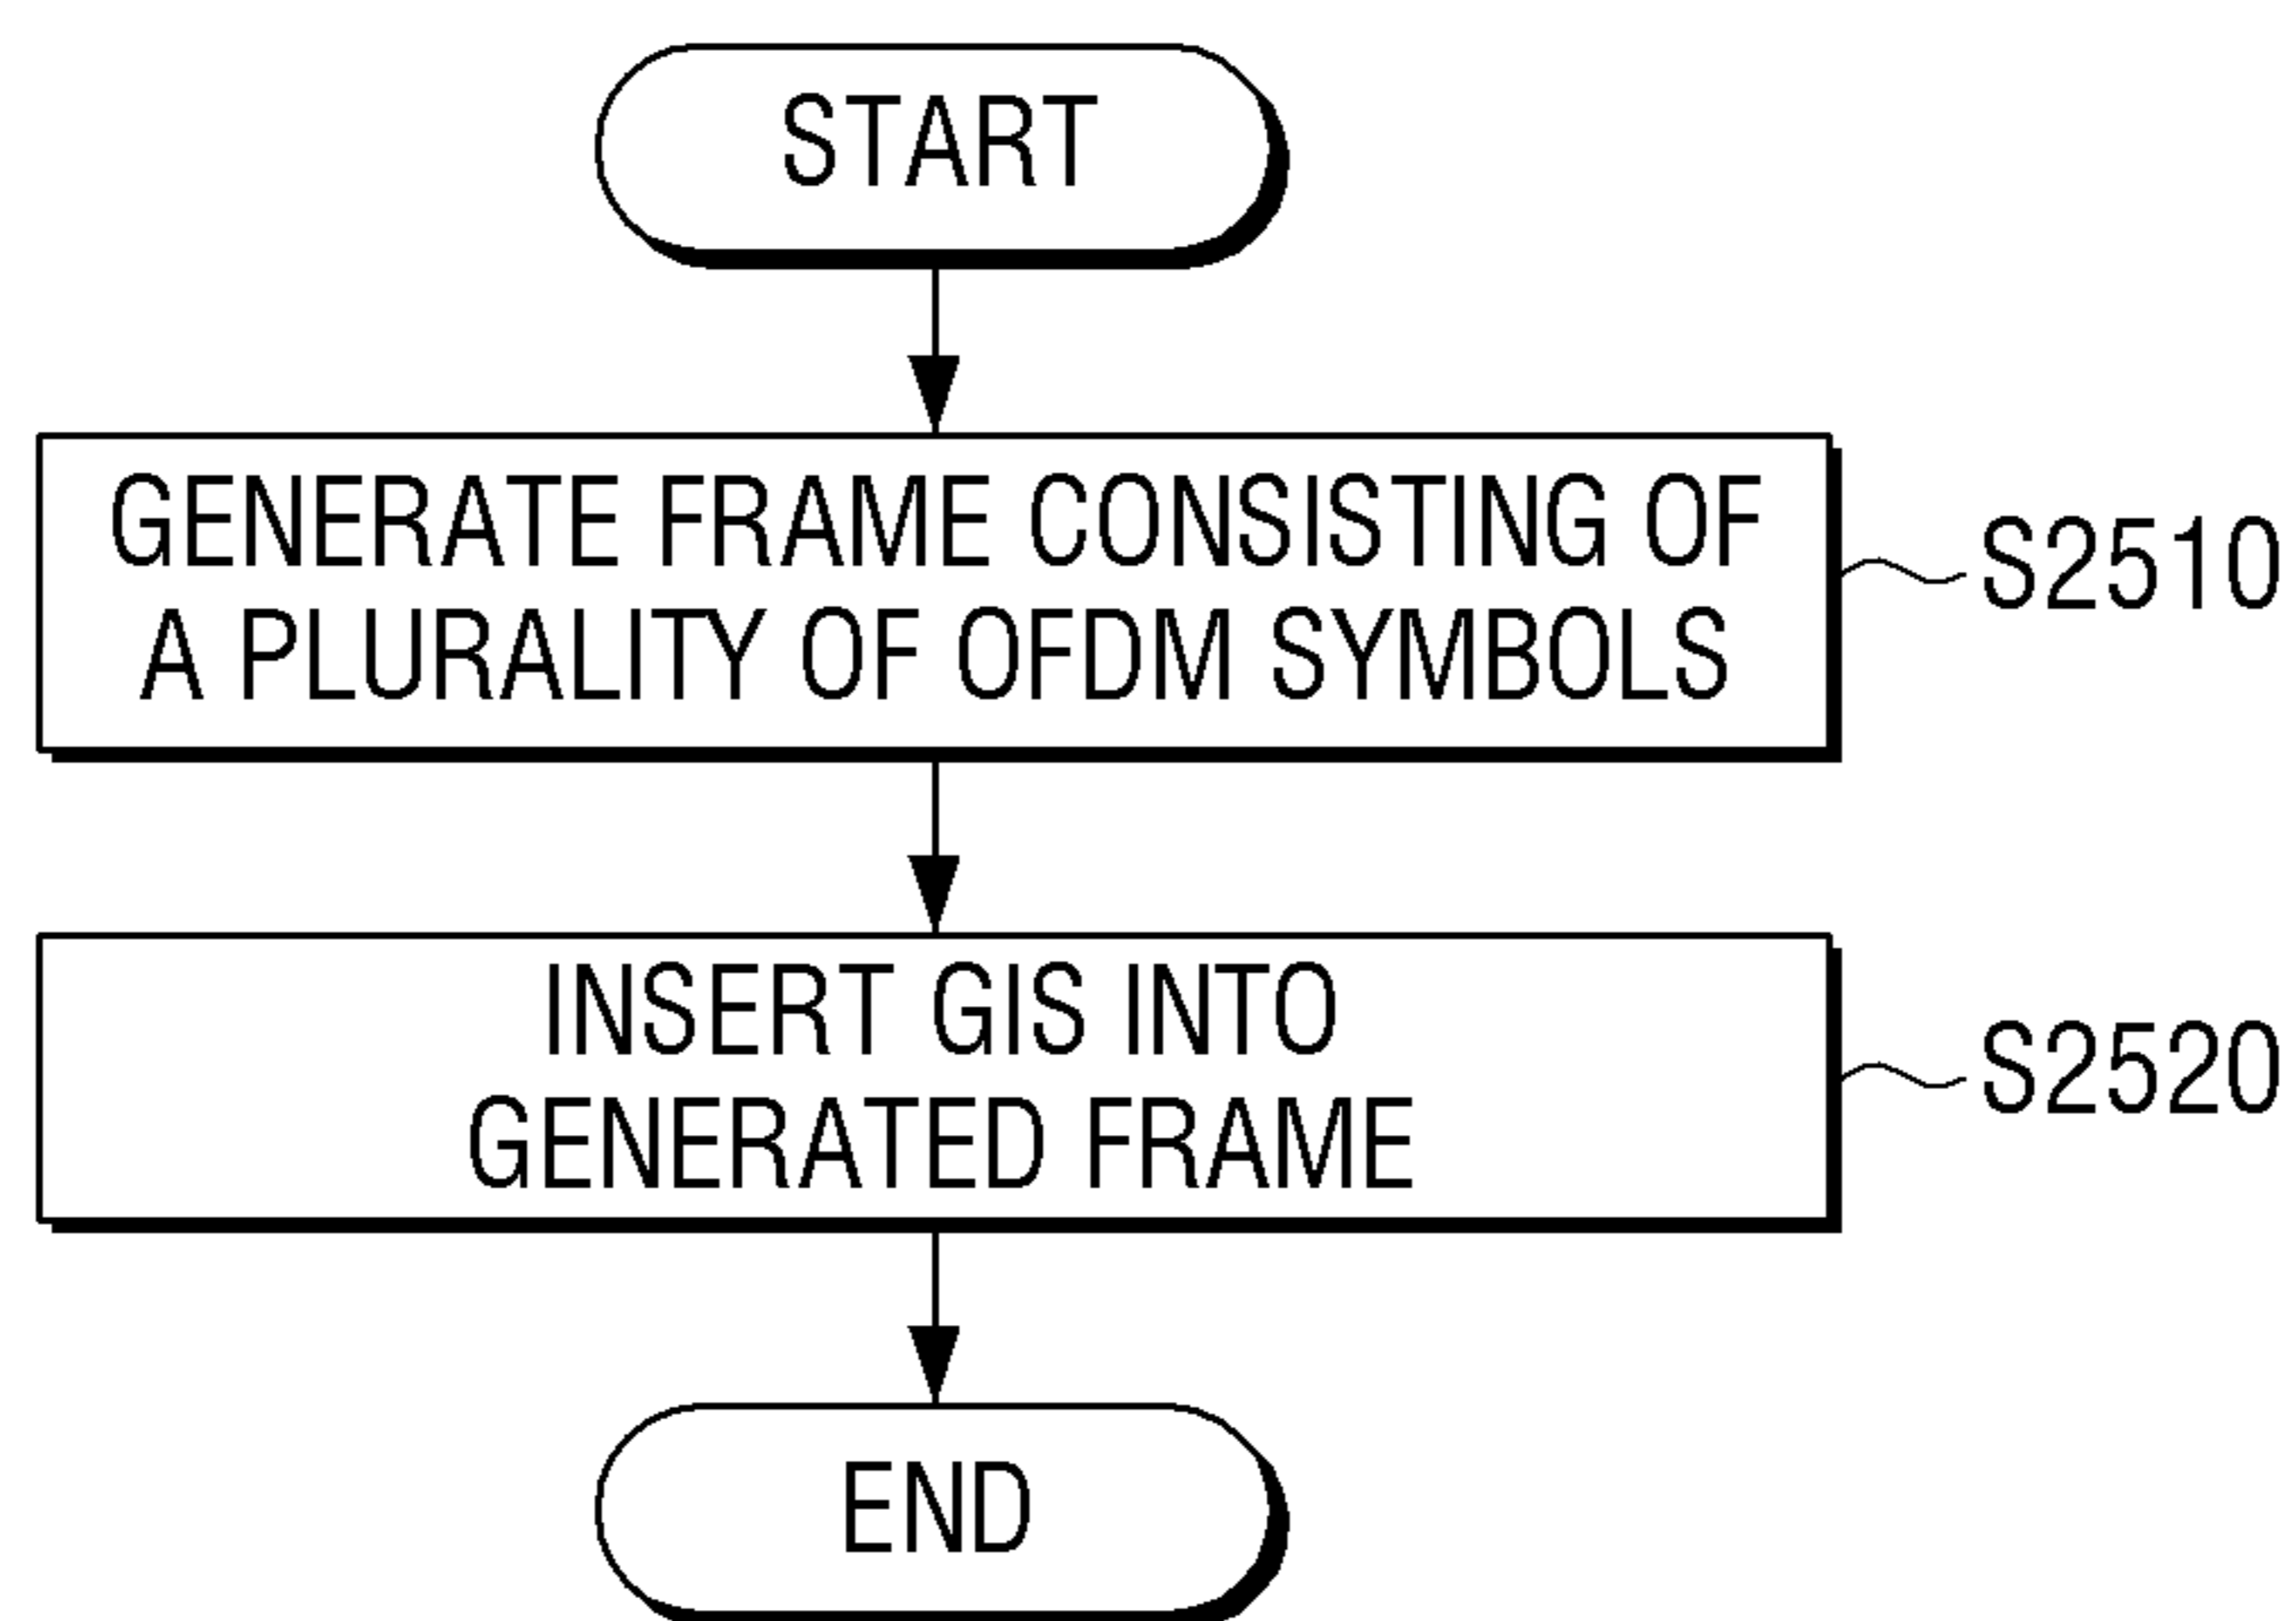 START
GENERATE FRAME CONSISTING OF
A PLURALITY OF OFDM SYMBOLS
S2510
INSERT GIS INTO
GENERATED FRAME
S2520
END